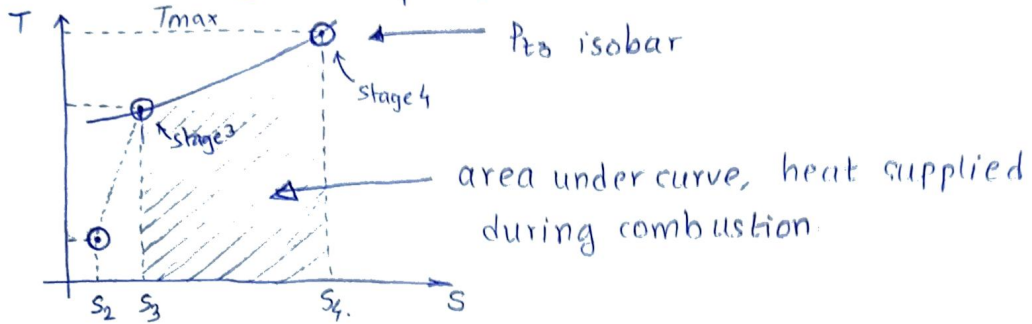 T
Tmax
Pt3 isobar
stage 4
stage 3
area under curve, heat supplied
during combustion
S2 S3 S4. S